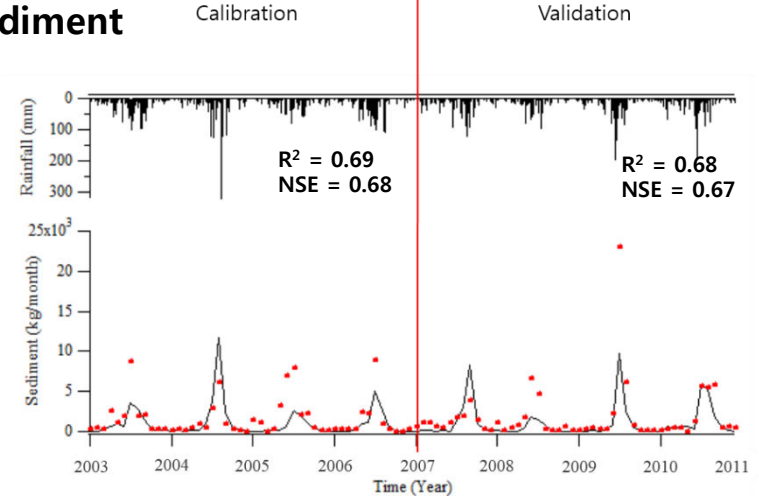 diment
Calibration
Validation
Rainfall (mm)
0
100
200
300
R² = 0.69
NSE = 0.68
R² = 0.68
NSE = 0.67
Sediment (kg/month)
25x10³
20
15
10
5
0
2003 2004 2005 2006 2007 2008 2009 2010 2011
Time (Year)